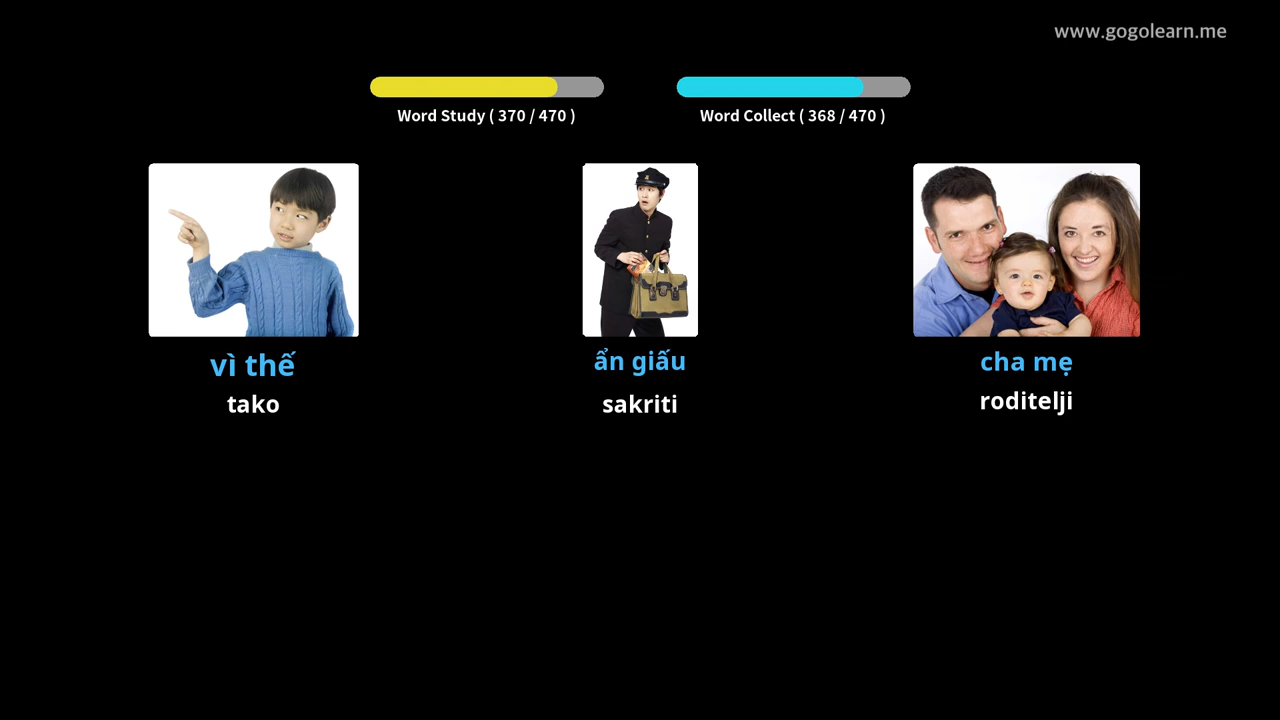 www.gogolearn.me
Word Study ( 370 / 470 )
Word Collect ( 368 / 470 )
vì thế
tako
ẩn giấu
sakriti
cha mẹ
roditelji